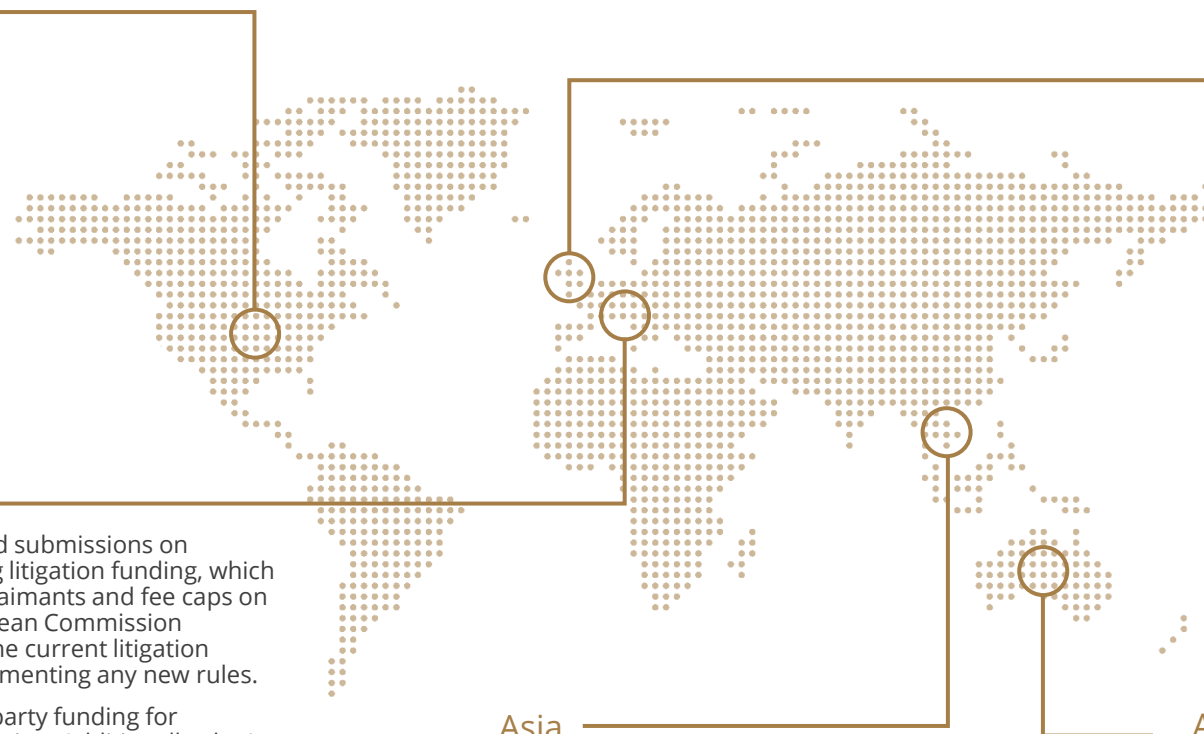 d submissions on
litigation funding, which
aimants and fee caps on
ean Commission
e current litigation
menting any new rules.
party funding for
Asia
A